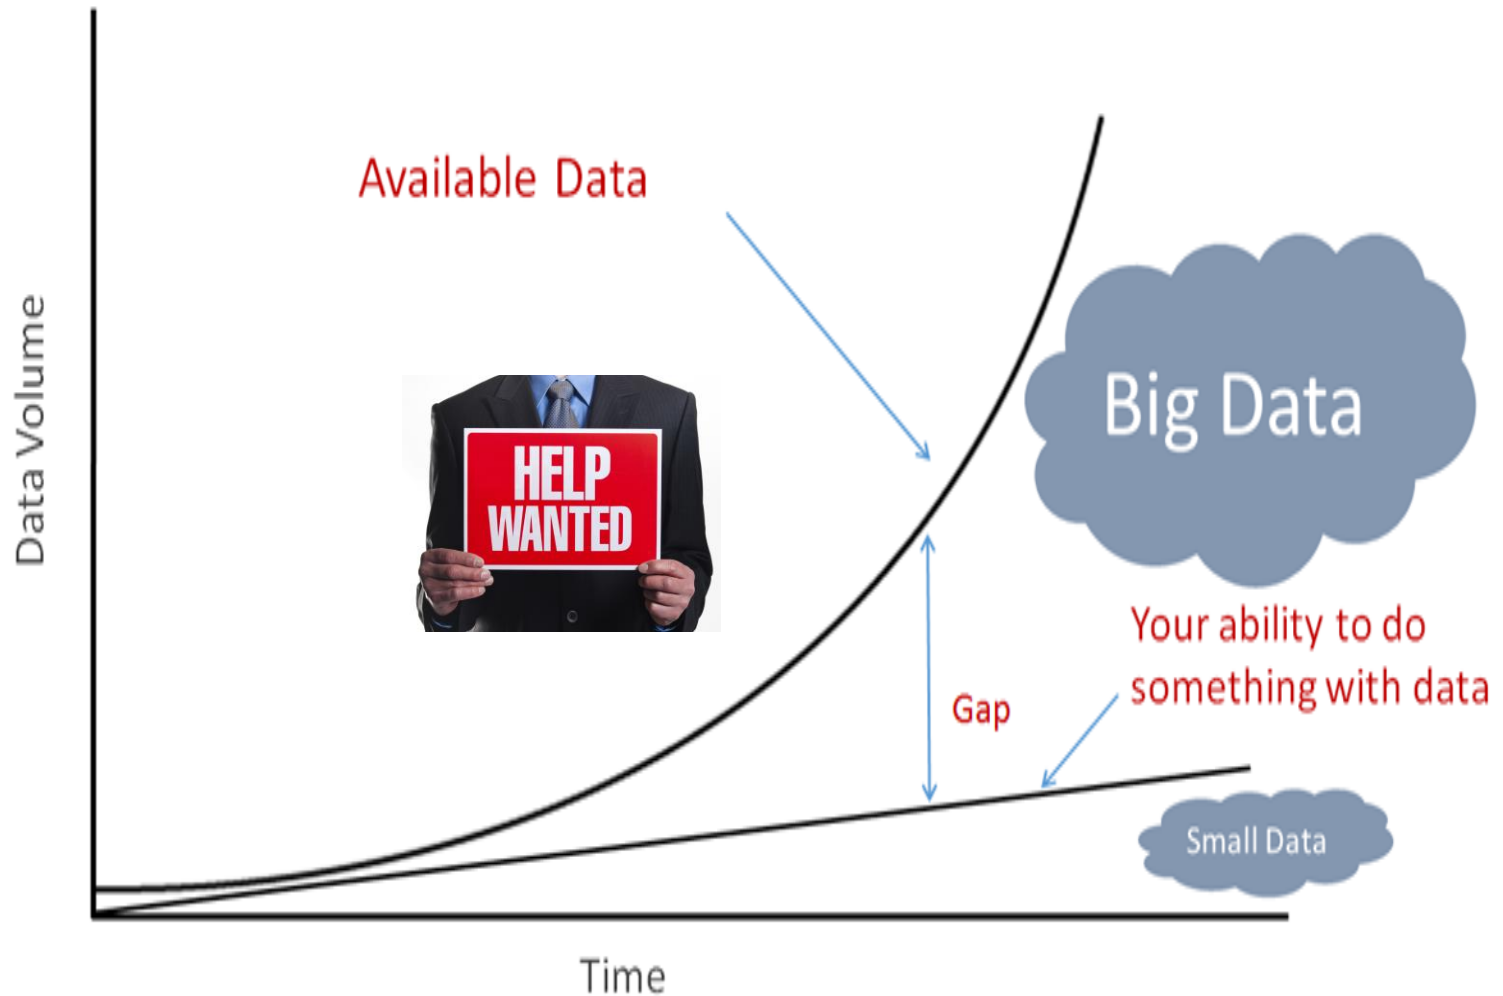 Available Data
Data Volume
HELP
WANTED
Big Data
Your ability to do
something with data
Gap
Small Data
Time